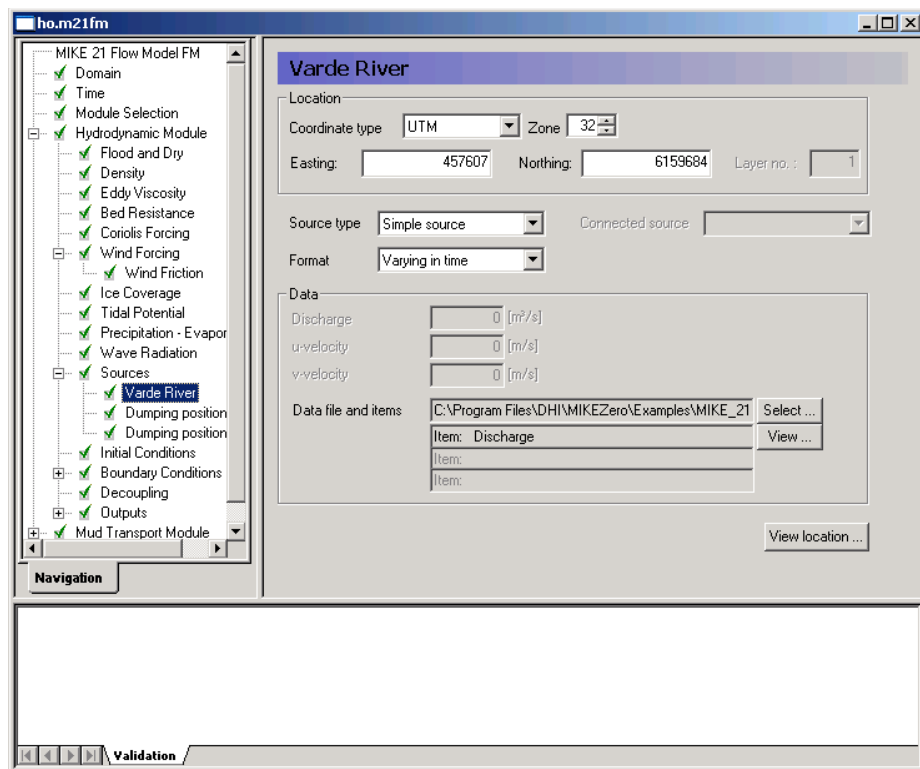 ho.m21fm
MIKE 21 Flow Model FM
Domain
Time
Module Selection
Hydrodynamic Module
Flood and Dry
Density
Eddy Viscosity
Bed Resistance
Coriolis Forcing
Wind Forcing
Wind Friction
Ice Coverage
Tidal Potential
Precipitation - Evapor
Wave Radiation
Sources
Varde River
Dumping position
Dumping position
Initial Conditions
Boundary Conditions
Decoupling
Outputs
Mud Transport Module
Navigation
Varde River
Location
Coordinate type UTM Zone 32
Easting: 457607 Northing: 6159684 Layer no. : 1
Source type Simple source Connected source
Format Varying in time
Data
Discharge 0 [m³/s]
u-velocity 0 [m/s]
v-velocity 0 [m/s]
Data file and items C:\Program Files\DHI\MIKEZero\Examples\MIKE_21 Select ...
Item: Discharge View ...
Item:
Item:
View location ...
Validation